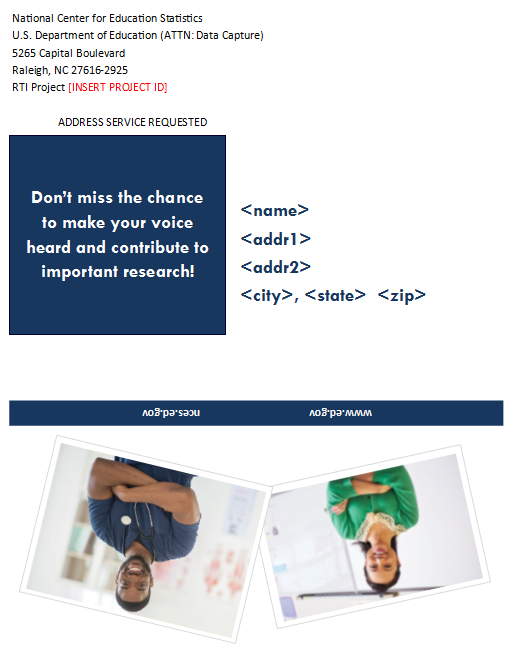 National Center for Education Statistics
U.S. Department of Education (ATTN: Data Capture)
5265 Capital Boulevard
Raleigh, NC 27616-2925
RTI Project [INSERT PROJECT ID]
ADDRESS SERVICE REQUESTED
Don't miss the chance
to make your voice
heard and contribute to
important research!
<name>
<addr1>
<addr2>
<city>, <state> <zip>
nces.ed.gov www.ed.gov